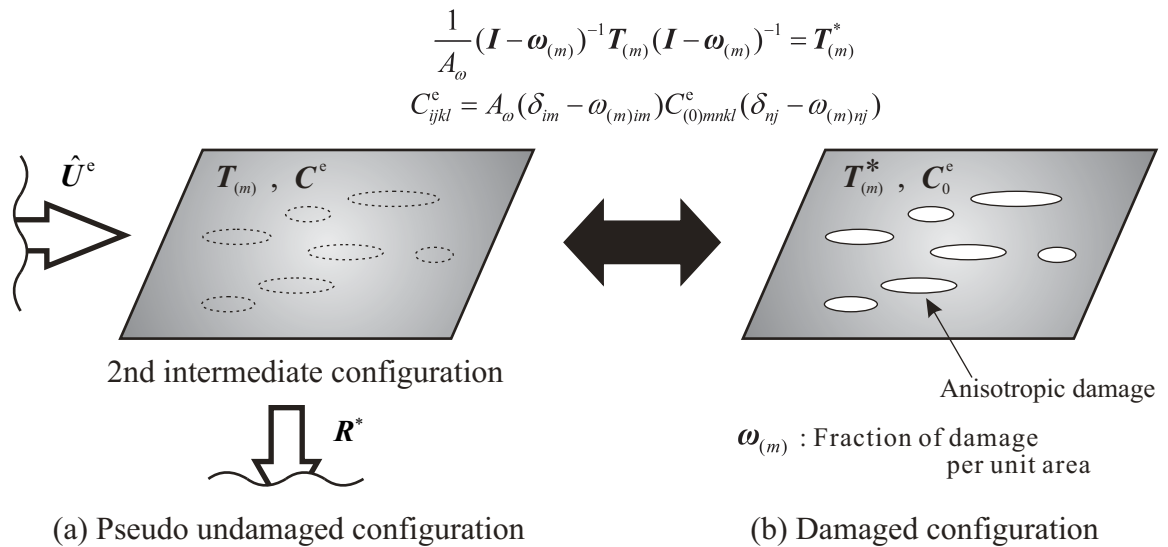 1/A_ω (I − ω_(m))^−1 T_(m) (I − ω_(m))^−1 = T^*_(m)
C^e_ijkl = A_ω(δ_im − ω_(m)im)C^e_(0)mnkl(δ_nj − ω_(m)nj)
Û^e
T_(m) , C^e
T^*_(m) , C^e_0
2nd intermediate configuration
R^*
Anisotropic damage
ω_(m) : Fraction of damage
per unit area
(a) Pseudo undamaged configuration
(b) Damaged configuration